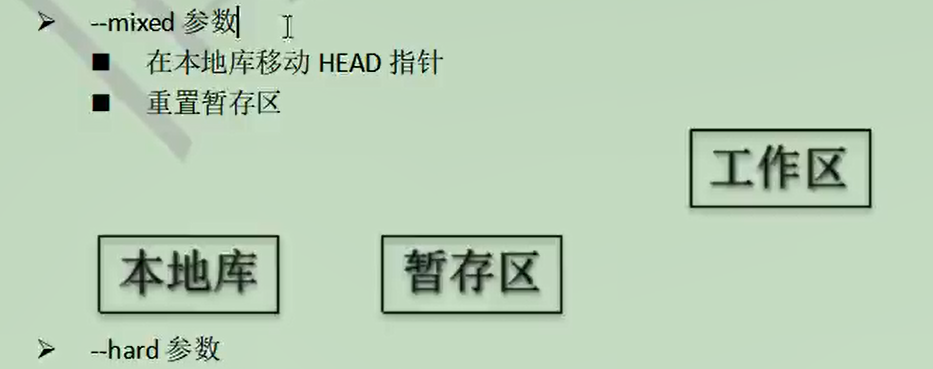 ➢ --mixed 参数
■ 在本地库移动 HEAD 指针
■ 重置暂存区
工作区
本地库 暂存区
➢ --hard 参数